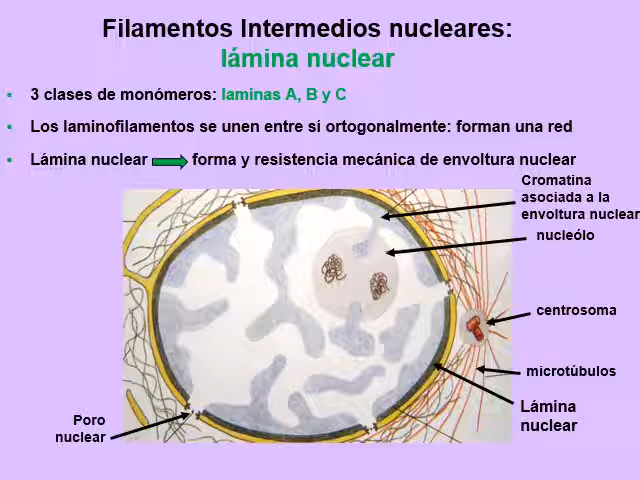 Filamentos Intermedios nucleares:
lámina nuclear
3 clases de monómeros: laminas A, B y C
Los laminofilamentos se unen entre sí ortogonalmente: forman una red
Lámina nuclear forma y resistencia mecánica de envoltura nuclear
Cromatina
asociada a la
envoltura nuclear
nucleólo
centrosoma
microtúbulos
Lámina
nuclear
Poro
nuclear